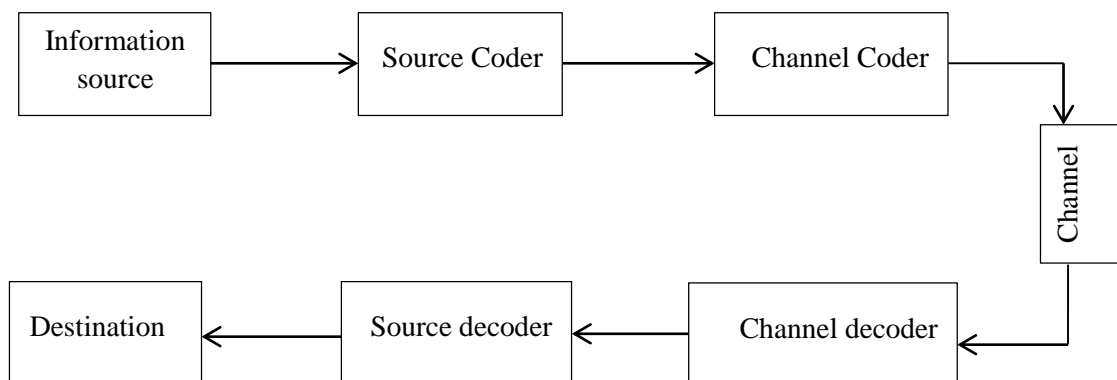 Information
source
Source Coder
Channel Coder
Channel
Destination
Source decoder
Channel decoder